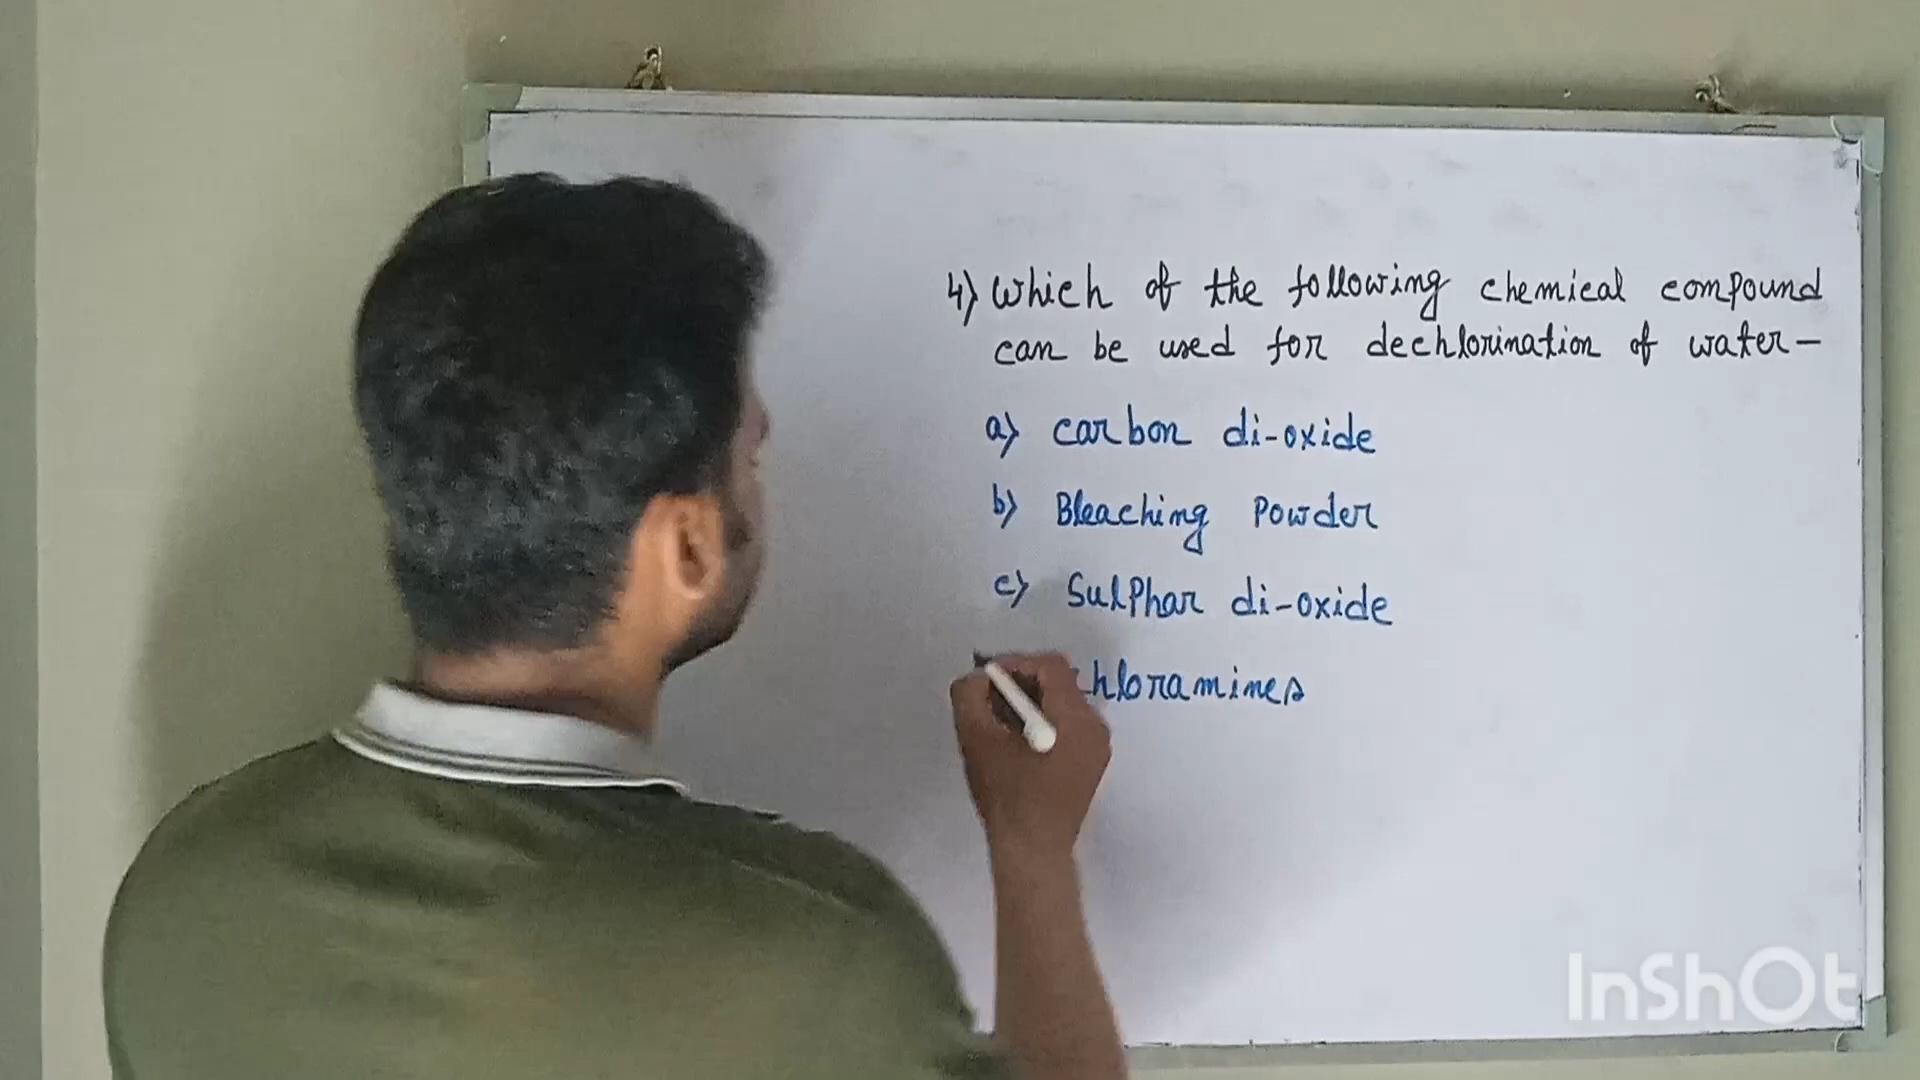 4) Which of the following chemical compound
can be used for dechlorination of water-
a) carbon di-oxide
b) Bleaching Powder
c) Sulphar di-oxide
hloramines
InShOt